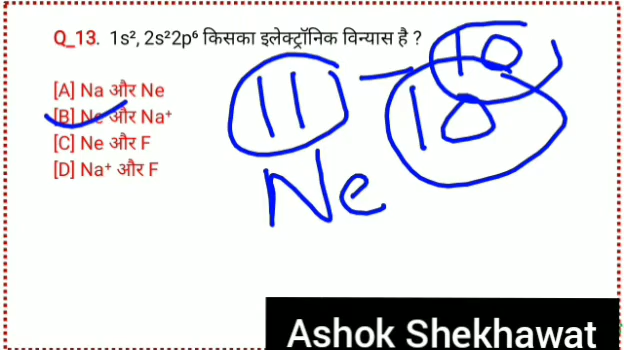 Q_13. 1s², 2s²2p⁶ किसका इलेक्ट्रॉनिक विन्यास है ?
[A] Na और Ne
[B] Ne और Na⁺
[C] Ne और F
[D] Na⁺ और F
11 – 10
10
Ne
Ashok Shekhawat